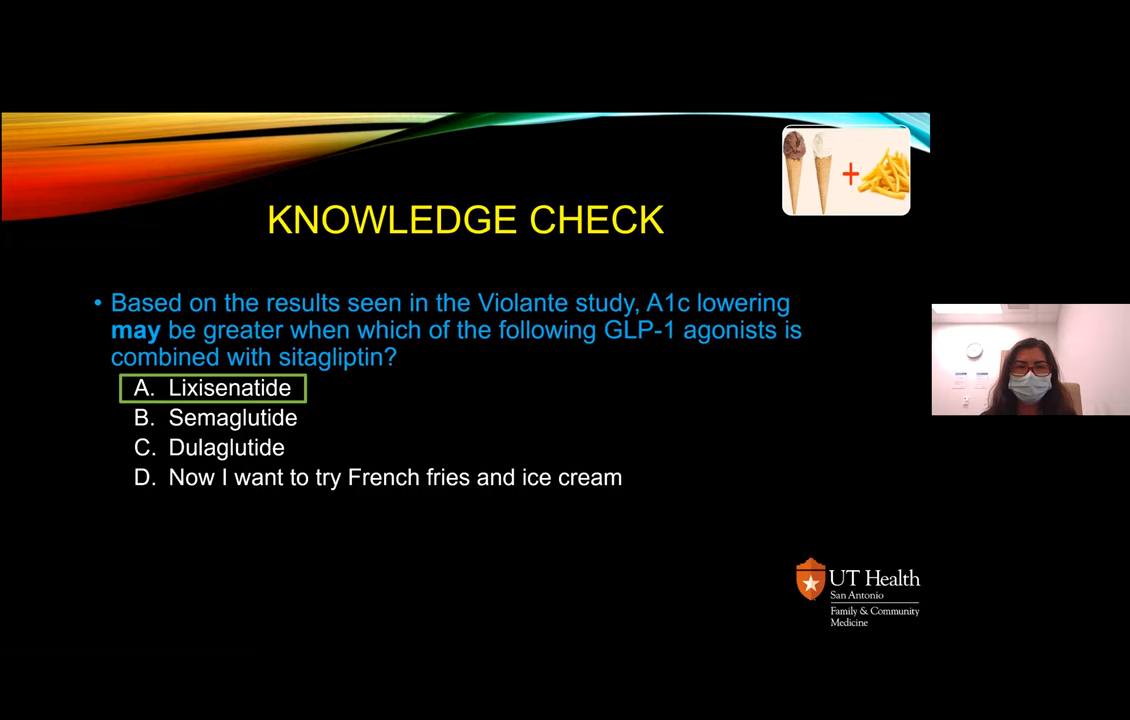 KNOWLEDGE CHECK
• Based on the results seen in the Violante study, A1c lowering
may be greater when which of the following GLP-1 agonists is
combined with sitagliptin?
A. Lixisenatide
B. Semaglutide
C. Dulaglutide
D. Now I want to try French fries and ice cream
UT Health
San Antonio
Family & Community
Medicine